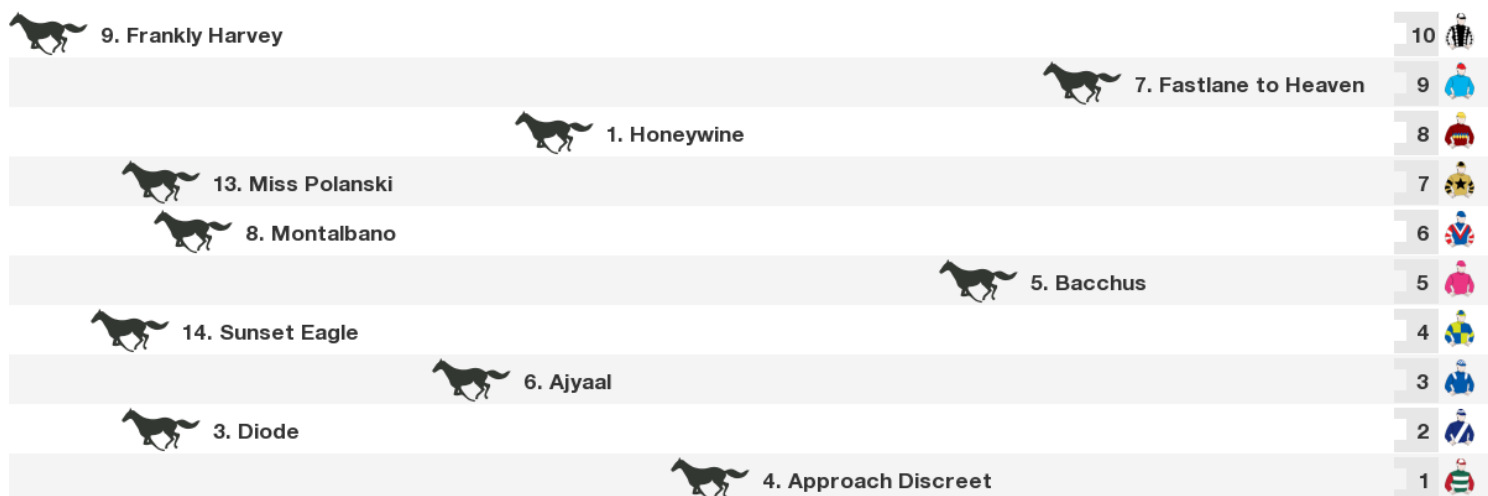 9. Frankly Harvey 10
7. Fastlane to Heaven 9
1. Honeywine 8
13. Miss Polanski 7
8. Montalbano 6
5. Bacchus 5
14. Sunset Eagle 4
6. Ajyaal 3
3. Diode 2
4. Approach Discreet 1